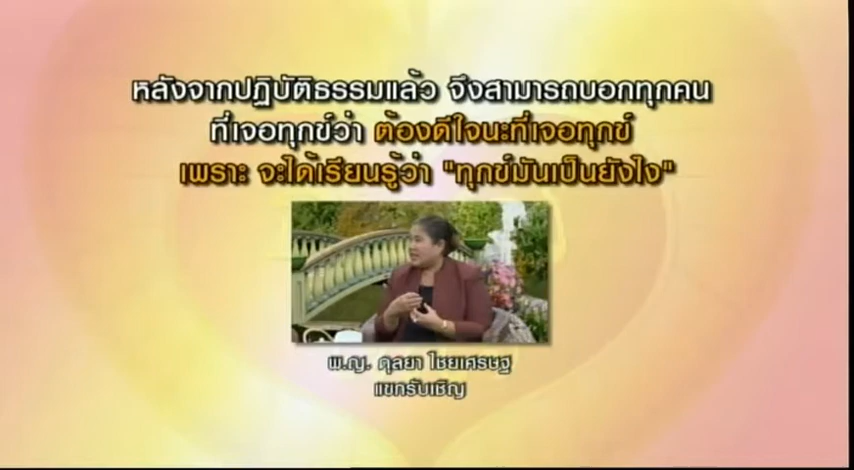 หลังจากปฏิบัติธรรมแล้ว จึงสามารถบอกทุกคน
ที่เจอทุกข์ว่า ต้องดีใจนะที่เจอทุกข์
เพราะ จะได้เรียนรู้ว่า "ทุกข์มันเป็นยังไง"
พ.ญ. ดุลยา ไชยเศรษฐ
แขกรับเชิญ